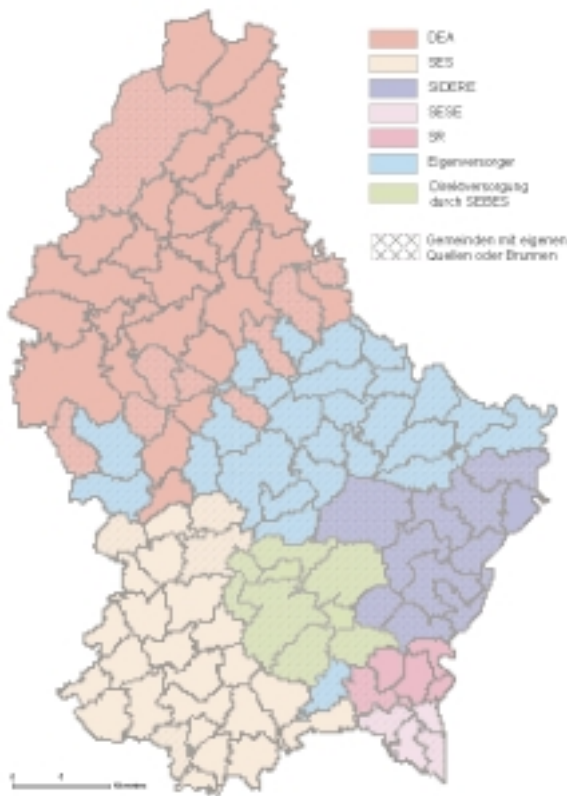 DEA
SES
SIDERE
SESE
SR
Eigenversorger
Direktversorgung
durch SEBES
Gemeinden mit eigenen
Quellen oder Brunnen